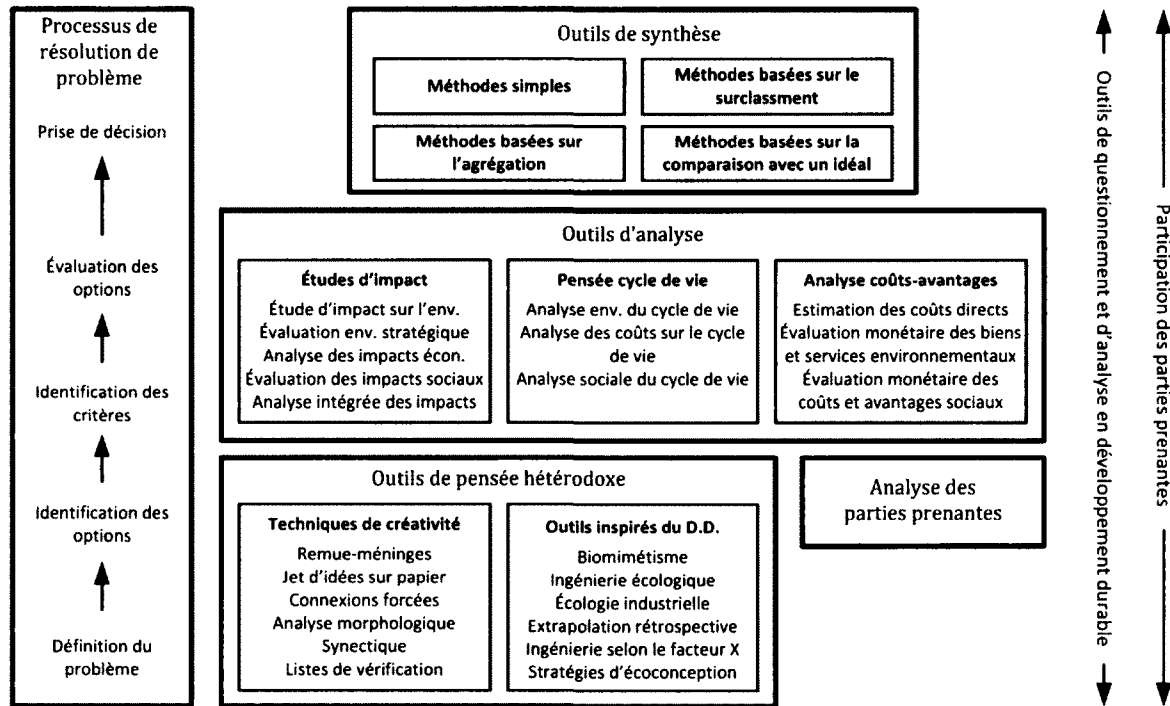 Processus de
résolution de
problème
Prise de décision
Évaluation des
options
Identification des
critères
Identification des
options
Définition du
problème
Outils de synthèse
Méthodes simples
Méthodes basées sur le
surclassment
Méthodes basées sur
l'agrégation
Méthodes basées sur la
comparaison avec un idéal
Outils d'analyse
Études d'impact
Étude d'impact sur l'env.
Évaluation env. stratégique
Analyse des impacts écon.
Évaluation des impacts sociaux
Analyse intégrée des impacts
Pensée cycle de vie
Analyse env. du cycle de vie
Analyse des coûts sur le cycle
de vie
Analyse sociale du cycle de vie
Analyse coûts-avantages
Estimation des coûts directs
Évaluation monétaire des biens
et services environnementaux
Évaluation monétaire des
coûts et avantages sociaux
Outils de pensée hétérodoxe
Techniques de créativité
Remue-méninges
Jet d'idées sur papier
Connexions forcées
Analyse morphologique
Synectique
Listes de vérification
Outils inspirés du D.D.
Biomimétisme
Ingénierie écologique
Écologie industrielle
Extrapolation rétrospective
Ingénierie selon le facteur X
Stratégies d'écoconception
Analyse des
parties prenantes
Outils de questionnement et d'analyse en développement durable
Participation des parties prenantes